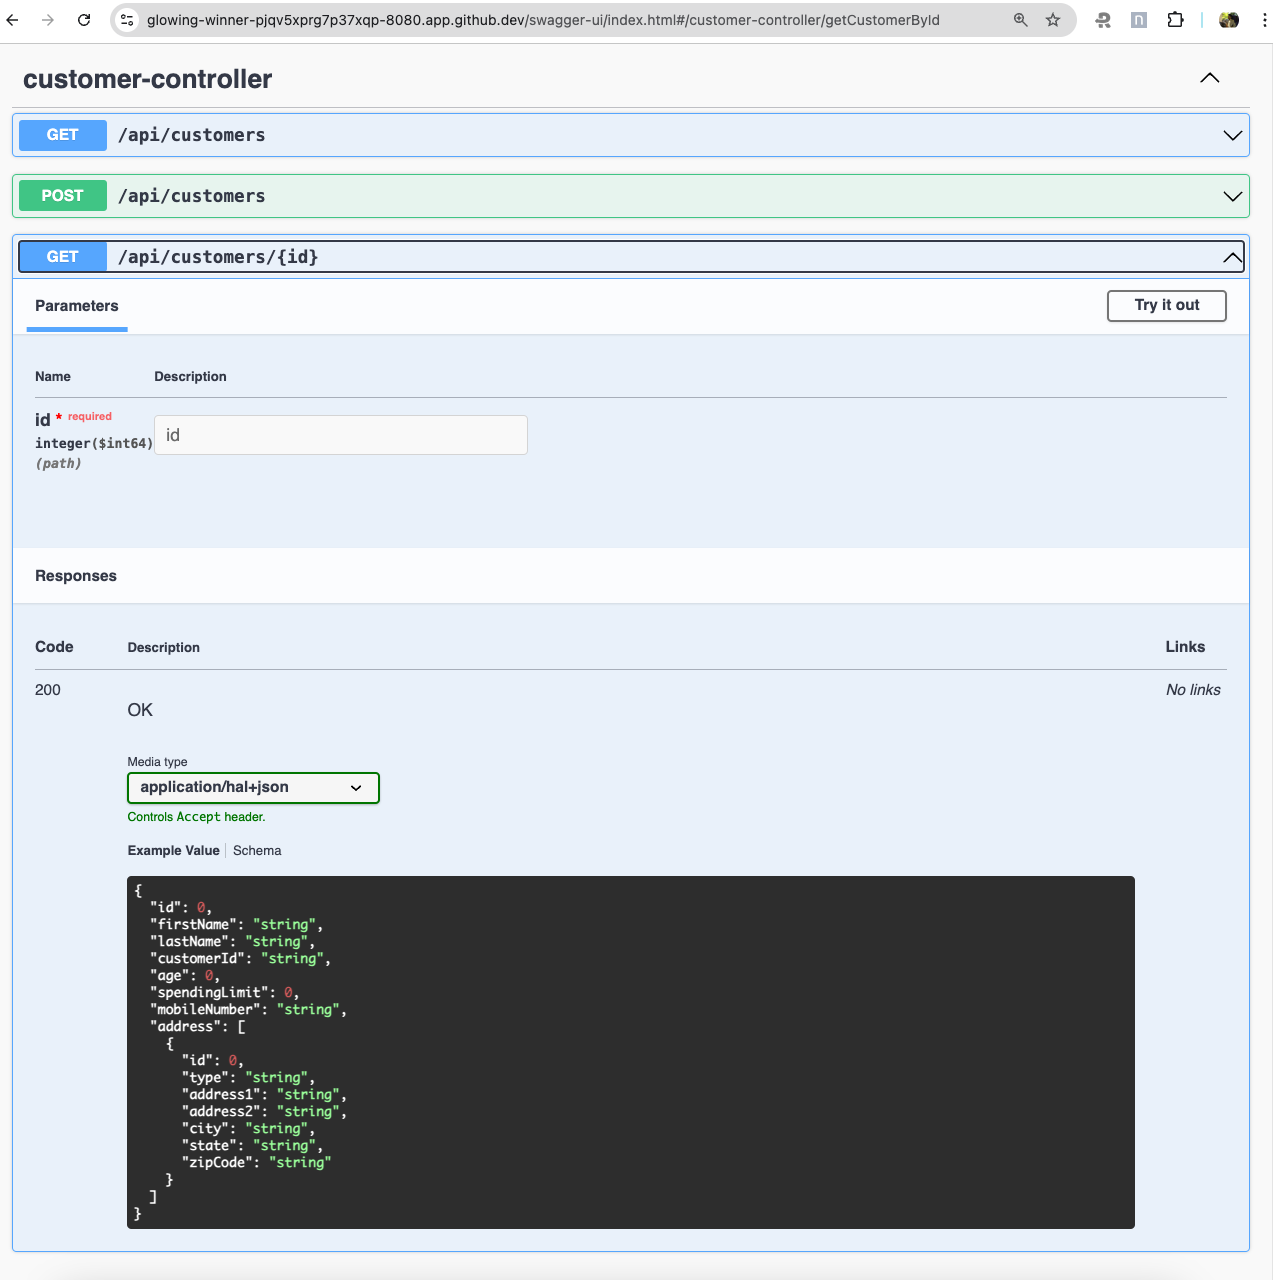 glowing-winner-pjqv5xprg7p37xqp-8080.app.github.dev/swagger-ui/index.html#/customer-controller/getCustomerById
customer-controller
GET /api/customers
POST /api/customers
GET /api/customers/{id}
Parameters Try it out
Name Description
id * required
integer($int64)
(path)
id
Responses
Code Description Links
200 No links
OK
Media type
application/hal+json
Controls Accept header.
Example Value Schema
{
  "id": 0,
  "firstName": "string",
  "lastName": "string",
  "customerId": "string",
  "age": 0,
  "spendingLimit": 0,
  "mobileNumber": "string",
  "address": [
    {
      "id": 0,
      "type": "string",
      "address1": "string",
      "address2": "string",
      "city": "string",
      "state": "string",
      "zipCode": "string"
    }
  ]
}